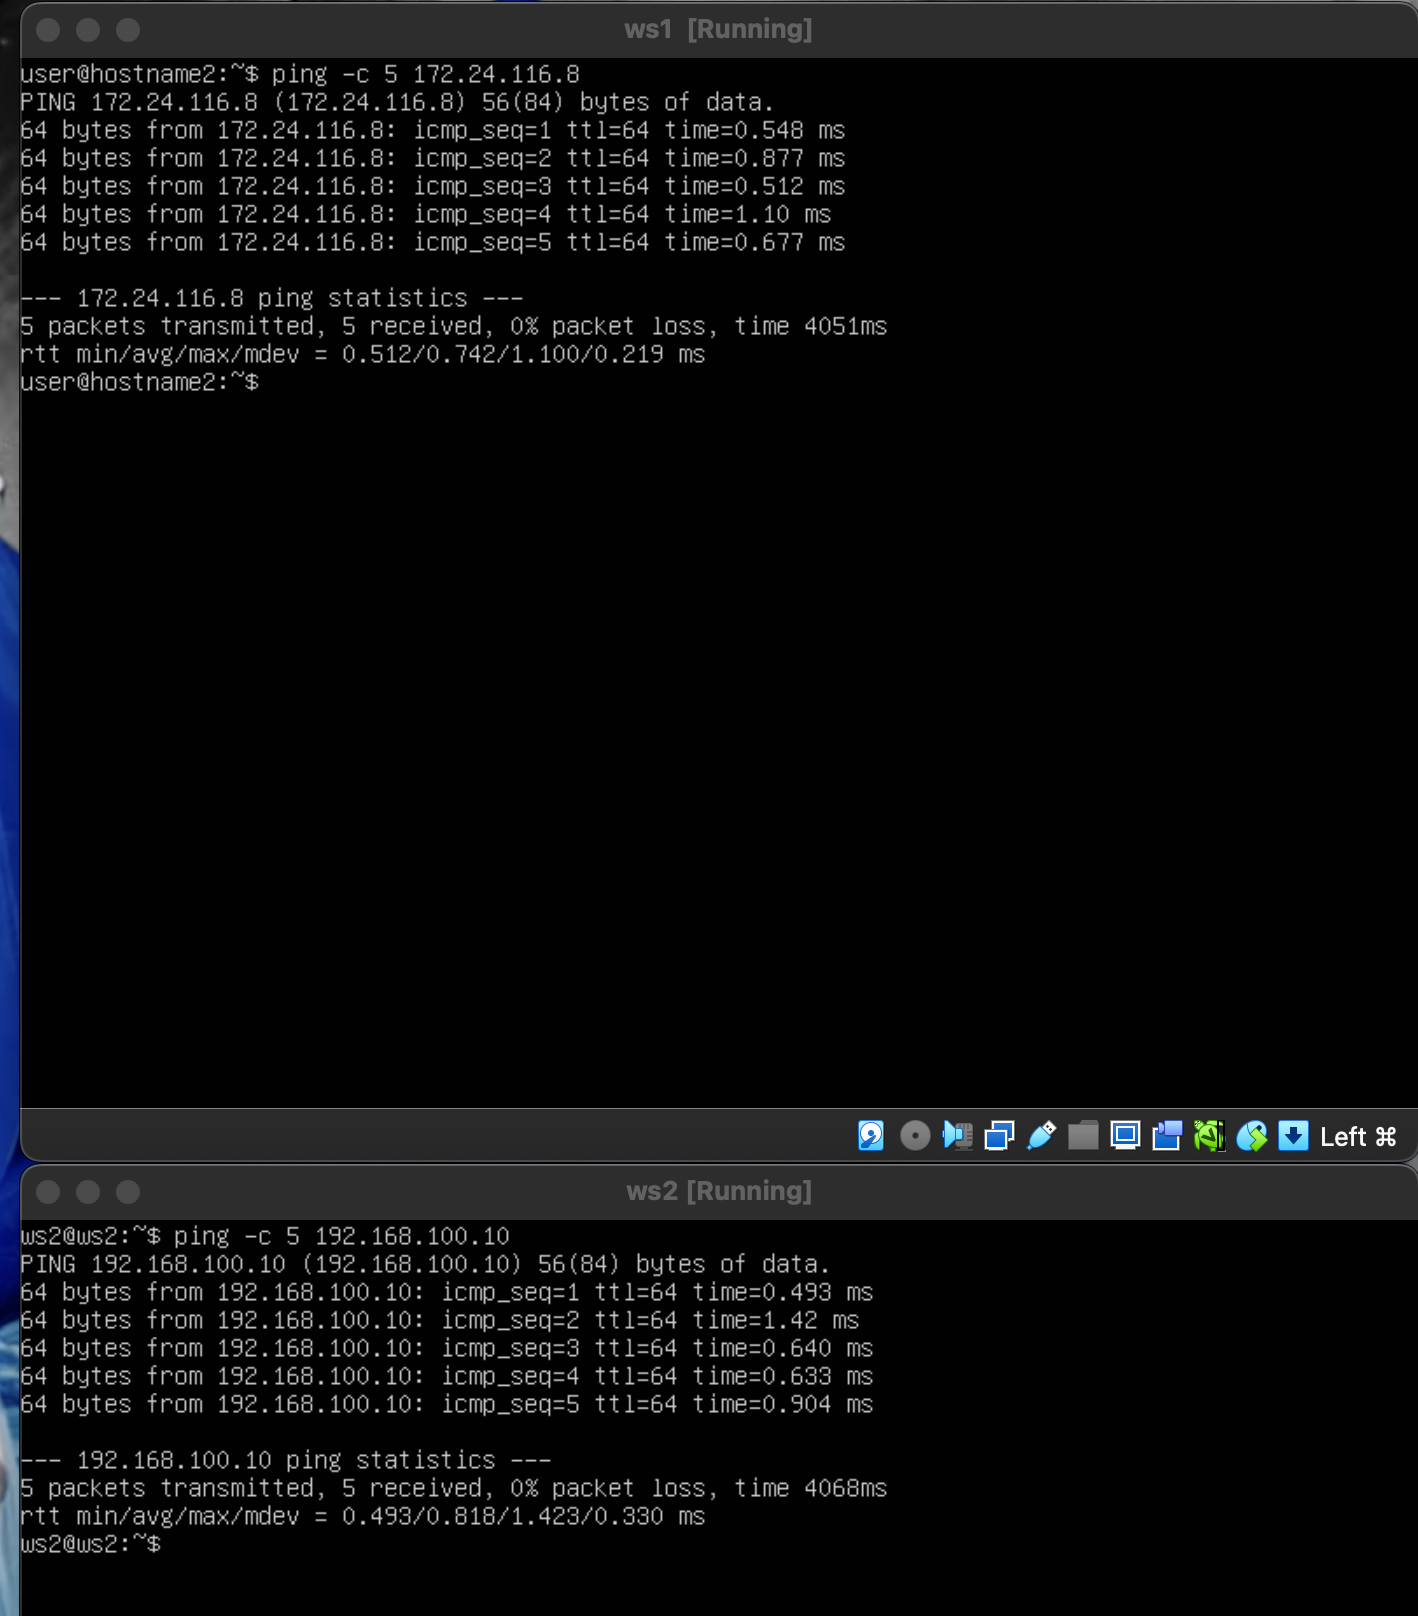 ws1 [Running]
user@hostname2:~$ ping -c 5 172.24.116.8
PING 172.24.116.8 (172.24.116.8) 56(84) bytes of data.
64 bytes from 172.24.116.8: icmp_seq=1 ttl=64 time=0.548 ms
64 bytes from 172.24.116.8: icmp_seq=2 ttl=64 time=0.877 ms
64 bytes from 172.24.116.8: icmp_seq=3 ttl=64 time=0.512 ms
64 bytes from 172.24.116.8: icmp_seq=4 ttl=64 time=1.10 ms
64 bytes from 172.24.116.8: icmp_seq=5 ttl=64 time=0.677 ms
--- 172.24.116.8 ping statistics ---
5 packets transmitted, 5 received, 0% packet loss, time 4051ms
rtt min/avg/max/mdev = 0.512/0.742/1.100/0.219 ms
user@hostname2:~$
Left ⌘
ws2 [Running]
ws2@ws2:~$ ping -c 5 192.168.100.10
PING 192.168.100.10 (192.168.100.10) 56(84) bytes of data.
64 bytes from 192.168.100.10: icmp_seq=1 ttl=64 time=0.493 ms
64 bytes from 192.168.100.10: icmp_seq=2 ttl=64 time=1.42 ms
64 bytes from 192.168.100.10: icmp_seq=3 ttl=64 time=0.640 ms
64 bytes from 192.168.100.10: icmp_seq=4 ttl=64 time=0.633 ms
64 bytes from 192.168.100.10: icmp_seq=5 ttl=64 time=0.904 ms
--- 192.168.100.10 ping statistics ---
5 packets transmitted, 5 received, 0% packet loss, time 4068ms
rtt min/avg/max/mdev = 0.493/0.818/1.423/0.330 ms
ws2@ws2:~$